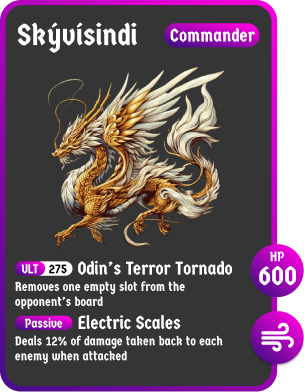 Skývísindi
Commander
ULT 275 Odin's Terror Tornado
Removes one empty slot from the
opponent's board
HP
600
Passive Electric Scales
Deals 12% of damage taken back to each
enemy when attacked